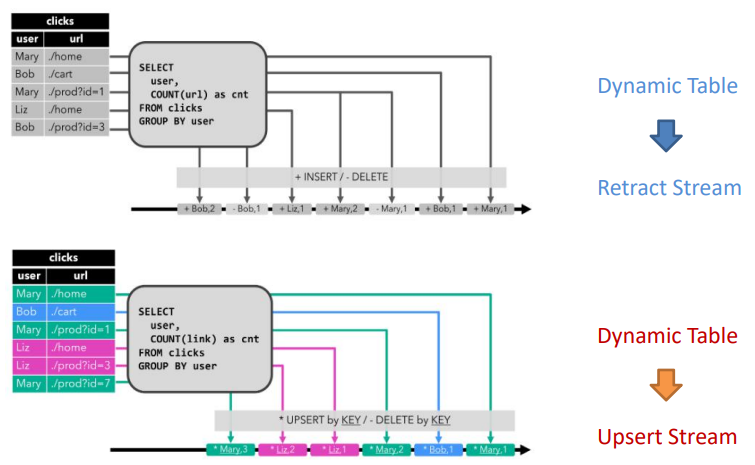 clicks
user url
Mary ./home
Bob ./cart
Mary ./prod?id=1
Liz ./home
Bob ./prod?id=3
SELECT
user,
COUNT(url) as cnt
FROM clicks
GROUP BY user
+ INSERT / - DELETE
+ Bob,2 - Bob,1 + Liz,1 + Mary,2 - Mary,1 + Bob,1 + Mary,1
Dynamic Table
Retract Stream
clicks
user url
Mary ./home
Bob ./cart
Mary ./prod?id=1
Liz ./home
Liz ./prod?id=3
Mary ./prod?id=7
SELECT
user,
COUNT(link) as cnt
FROM clicks
GROUP BY user
* UPSERT by KEY / - DELETE by KEY
* Mary,3 * Liz,2 * Liz,1 * Mary,2 * Bob,1 * Mary,1
Dynamic Table
Upsert Stream